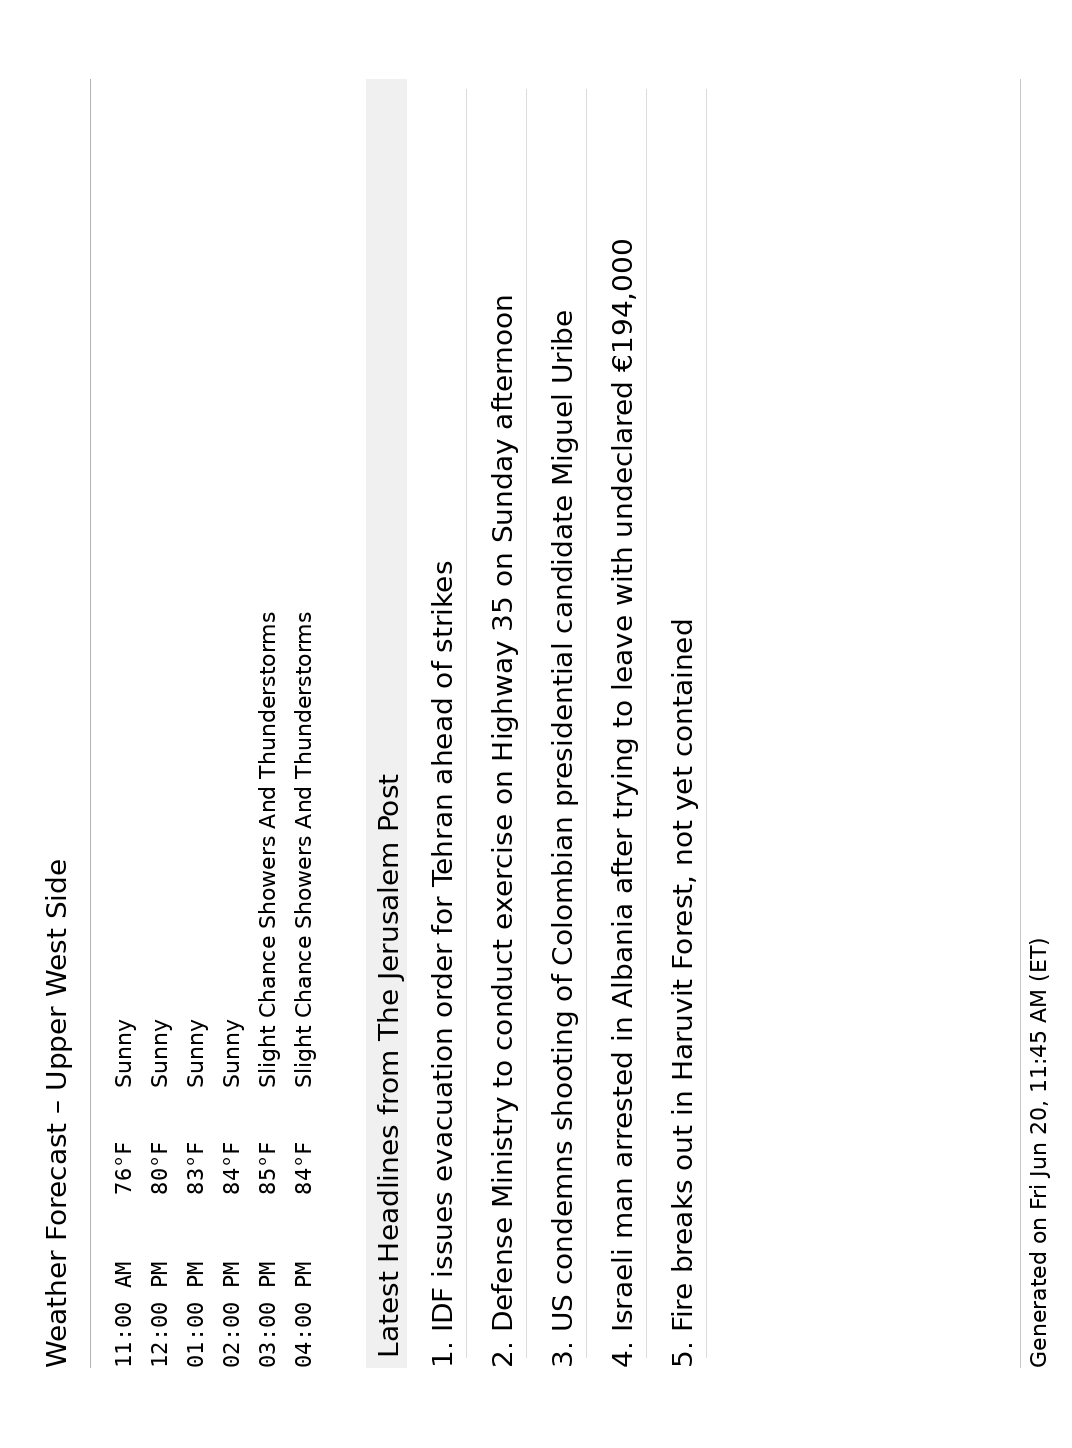 Weather Forecast – Upper West Side
11:00 AM 76°F Sunny
12:00 PM 80°F Sunny
01:00 PM 83°F Sunny
02:00 PM 84°F Sunny
03:00 PM 85°F Slight Chance Showers And Thunderstorms
04:00 PM 84°F Slight Chance Showers And Thunderstorms
Latest Headlines from The Jerusalem Post
1. IDF issues evacuation order for Tehran ahead of strikes
2. Defense Ministry to conduct exercise on Highway 35 on Sunday afternoon
3. US condemns shooting of Colombian presidential candidate Miguel Uribe
4. Israeli man arrested in Albania after trying to leave with undeclared €194,000
5. Fire breaks out in Haruvit Forest, not yet contained
Generated on Fri Jun 20, 11:45 AM (ET)